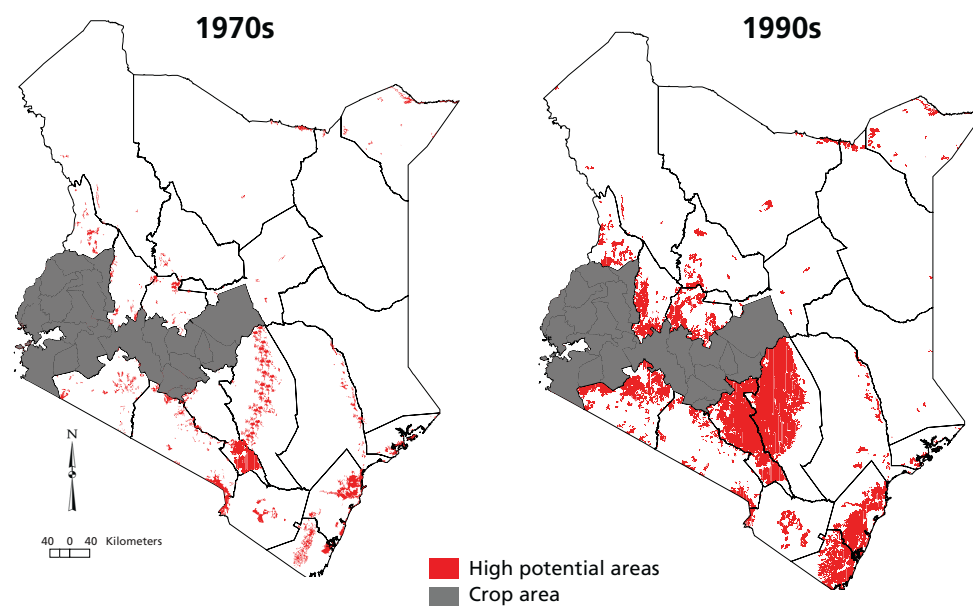 1970s
1990s
N
40 0 40 Kilometers
High potential areas
Crop area